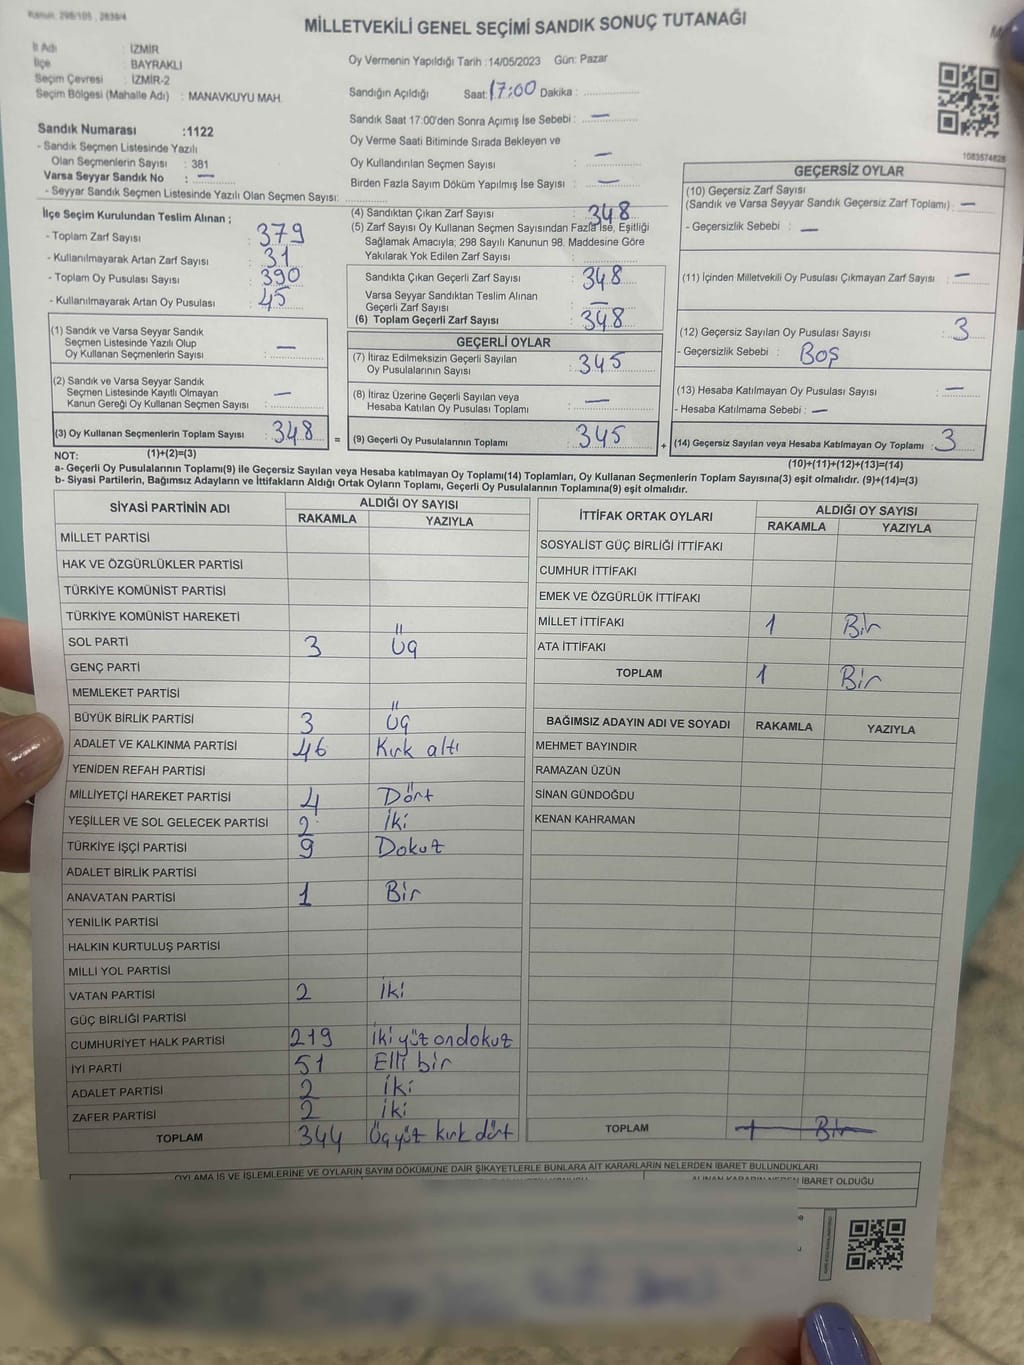 Kanun: 298/105 , 2839/4
MİLLETVEKİLİ GENEL SEÇİMİ SANDIK SONUÇ TUTANAĞI
İl Adı : İZMİR
İlçe : BAYRAKLI
Seçim Çevresi : İZMİR-2
Seçim Bölgesi (Mahalle Adı) : MANAVKUYU MAH.
Sandık Numarası :1122
- Sandık Seçmen Listesinde Yazılı
Olan Seçmenlerin Sayısı : 381
Varsa Seyyar Sandık No : —
- Seyyar Sandık Seçmen Listesinde Yazılı Olan Seçmen Sayısı:
Oy Vermenin Yapıldığı Tarih :14/05/2023 Gün: Pazar
Sandığın Açıldığı Saat:17:00 Dakika :
Sandık Saat 17:00'den Sonra Açımış İse Sebebi : —
Oy Verme Saati Bitiminde Sırada Bekleyen ve
Oy Kullandırılan Seçmen Sayısı : —
Birden Fazla Sayım Döküm Yapılmış İse Sayısı : —
1083574828
İlçe Seçim Kurulundan Teslim Alınan ;
- Toplam Zarf Sayısı : 379
- Kullanılmayarak Artan Zarf Sayısı : 31
- Toplam Oy Pusulası Sayısı : 390
- Kullanılmayarak Artan Oy Pusulası : 45
(1) Sandık ve Varsa Seyyar Sandık
Seçmen Listesinde Yazılı Olup
Oy Kullanan Seçmenlerin Sayısı : —
(2) Sandık ve Varsa Seyyar Sandık
Seçmen Listesinde Kayıtlı Olmayan
Kanun Gereği Oy Kullanan Seçmen Sayısı : —
(3) Oy Kullanan Seçmenlerin Toplam Sayısı : 348 =
(1)+(2)=(3)
(4) Sandıktan Çıkan Zarf Sayısı : 348
(5) Zarf Sayısı Oy Kullanan Seçmen Sayısından Fazla İse, Eşitliği
Sağlamak Amacıyla; 298 Sayılı Kanunun 98. Maddesine Göre
Yakılarak Yok Edilen Zarf Sayısı :
Sandıkta Çıkan Geçerli Zarf Sayısı : 348
Varsa Seyyar Sandıktan Teslim Alınan
Geçerli Zarf Sayısı : —
(6) Toplam Geçerli Zarf Sayısı : 348
GEÇERLİ OYLAR
(7) İtiraz Edilmeksizin Geçerli Sayılan
Oy Pusulalarının Sayısı : 345
(8) İtiraz Üzerine Geçerli Sayılan veya
Hesaba Katılan Oy Pusulası Toplamı : —
(9) Geçerli Oy Pusulalarının Toplamı : 345 +
GEÇERSİZ OYLAR
(10) Geçersiz Zarf Sayısı
(Sandık ve Varsa Seyyar Sandık Geçersiz Zarf Toplamı) : —
- Geçersizlik Sebebi : —
(11) İçinden Milletvekili Oy Pusulası Çıkmayan Zarf Sayısı : —
(12) Geçersiz Sayılan Oy Pusulası Sayısı : 3
- Geçersizlik Sebebi : Boş
(13) Hesaba Katılmayan Oy Pusulası Sayısı : —
- Hesaba Katılmama Sebebi : —
(14) Geçersiz Sayılan veya Hesaba Katılmayan Oy Toplamı : 3
(10)+(11)+(12)+(13)=(14)
NOT:
a- Geçerli Oy Pusulalarının Toplamı(9) ile Geçersiz Sayılan veya Hesaba katılmayan Oy Toplamı(14) Toplamları, Oy Kullanan Seçmenlerin Toplam Sayısına(3) eşit olmalıdır. (9)+(14)=(3)
b- Siyasi Partilerin, Bağımsız Adayların ve İttifakların Aldığı Ortak Oyların Toplamı, Geçerli Oy Pusulalarının Toplamına(9) eşit olmalıdır.
SİYASİ PARTİNİN ADI ALDIĞI OY SAYISI
RAKAMLA YAZIYLA
MİLLET PARTİSİ
HAK VE ÖZGÜRLÜKLER PARTİSİ
TÜRKİYE KOMÜNİST PARTİSİ
TÜRKİYE KOMÜNİST HAREKETİ
SOL PARTİ 3 Üç
GENÇ PARTİ
MEMLEKET PARTİSİ
BÜYÜK BİRLİK PARTİSİ 3 Üç
ADALET VE KALKINMA PARTİSİ 46 Kırk altı
YENİDEN REFAH PARTİSİ
MİLLİYETÇİ HAREKET PARTİSİ 4 Dört
YEŞİLLER VE SOL GELECEK PARTİSİ 2 İki
TÜRKİYE İŞÇİ PARTİSİ 9 Dokuz
ADALET BİRLİK PARTİSİ
ANAVATAN PARTİSİ 1 Bir
YENİLİK PARTİSİ
HALKIN KURTULUŞ PARTİSİ
MİLLİ YOL PARTİSİ
VATAN PARTİSİ 2 İki
GÜÇ BİRLİĞİ PARTİSİ
CUMHURİYET HALK PARTİSİ 219 İki yüz ondokuz
İYİ PARTİ 51 Elli bir
ADALET PARTİSİ 2 İki
ZAFER PARTİSİ 2 İki
TOPLAM 344 Üçyüz kırk dört
İTTİFAK ORTAK OYLARI ALDIĞI OY SAYISI
RAKAMLA YAZIYLA
SOSYALİST GÜÇ BİRLİĞİ İTTİFAKI
CUMHUR İTTİFAKI
EMEK VE ÖZGÜRLÜK İTTİFAKI
MİLLET İTTİFAKI 1 Bir
ATA İTTİFAKI
TOPLAM 1 Bir
BAĞIMSIZ ADAYIN ADI VE SOYADI RAKAMLA YAZIYLA
MEHMET BAYINDIR
RAMAZAN ÜZÜN
SİNAN GÜNDOĞDU
KENAN KAHRAMAN
TOPLAM 1 Bir
OYLAMA İŞ VE İŞLEMLERİNE VE OYLARIN SAYIM DÖKÜMÜNE DAİR ŞİKAYETLERLE BUNLARA AİT KARARLARIN NELERDEN İBARET BULUNDUKLARI
ALINAN KARARIN NEDEN İBARET OLDUĞU